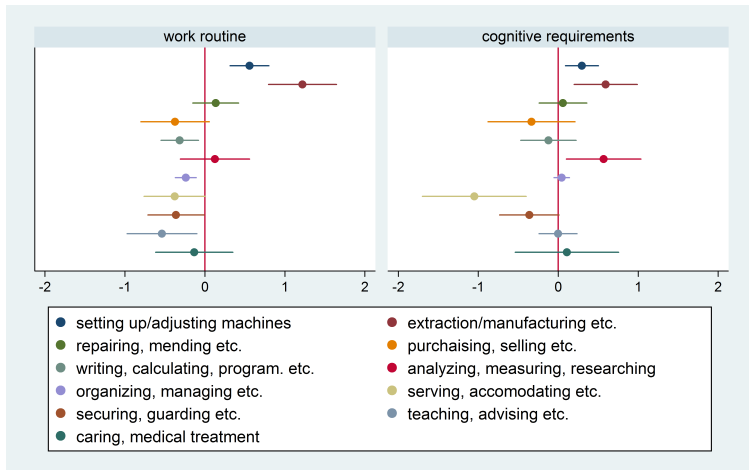 work routine
cognitive requirements
-2 -1 0 1 2
-2 -1 0 1 2
setting up/adjusting machines
extraction/manufacturing etc.
repairing, mending etc.
purchaising, selling etc.
writing, calculating, program. etc.
analyzing, measuring, researching
organizing, managing etc.
serving, accomodating etc.
securing, guarding etc.
teaching, advising etc.
caring, medical treatment